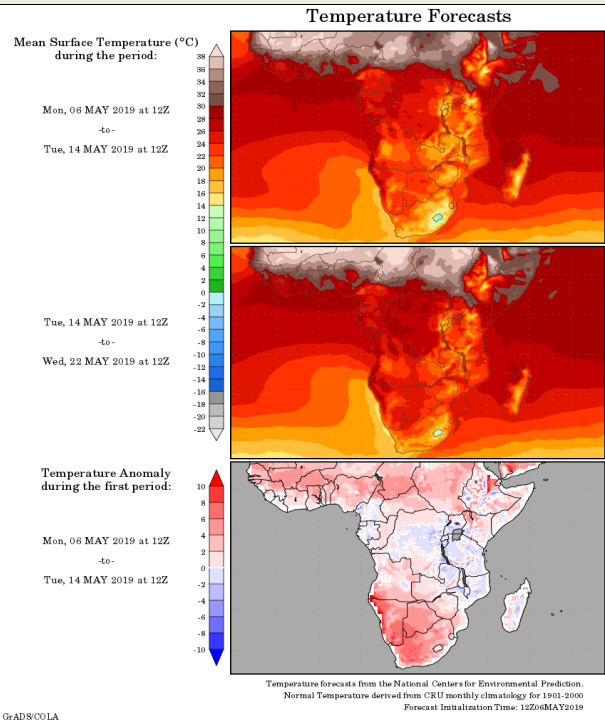 Temperature Forecasts
Mean Surface Temperature (°C)
during the period:
Mon, 06 MAY 2019 at 12Z
-to-
Tue, 14 MAY 2019 at 12Z
38
36
34
32
30
28
26
24
22
20
18
16
14
12
10
8
6
4
2
0
-2
-4
-6
-8
-10
-12
-14
-16
-18
-20
-22
Tue, 14 MAY 2019 at 12Z
-to-
Wed, 22 MAY 2019 at 12Z
Temperature Anomaly
during the first period:
Mon, 06 MAY 2019 at 12Z
-to-
Tue, 14 MAY 2019 at 12Z
10
8
6
4
2
0
-2
-4
-6
-8
-10
Temperature forecasts from the National Centers for Environmental Prediction.
Normal Temperature derived from CRU monthly climatology for 1901-2000
Forecast Initialization Time: 12Z06MAY2019
GrADS/COLA